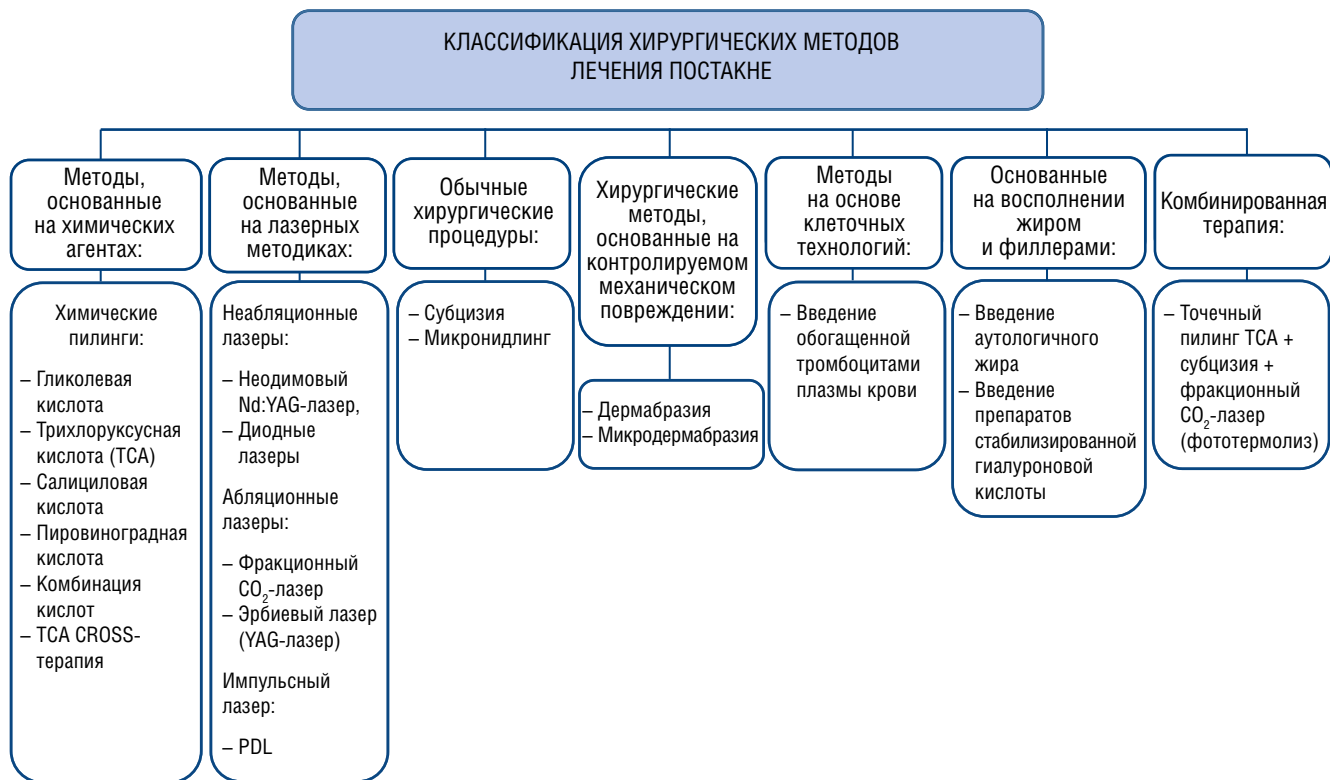 КЛАССИФИКАЦИЯ ХИРУРГИЧЕСКИХ МЕТОДОВ
ЛЕЧЕНИЯ ПОСТАКНЕ
Методы,
основанные
на химических
агентах:
Химические
пилинги:
– Гликолевая
кислота
– Трихлоруксусная
кислота (TCA)
– Салициловая
кислота
– Пировиноградная
кислота
– Комбинация
кислот
– TCA CROSS-
терапия
Методы,
основанные
на лазерных
методиках:
Неабляционные
лазеры:
– Неодимовый
Nd:YAG-лазер,
– Диодные
лазеры
Абляционные
лазеры:
– Фракционный
CO₂-лазер
– Эрбиевый лазер
(YAG-лазер)
Импульсный
лазер:
– PDL
Обычные
хирургические
процедуры:
– Субцизия
– Микронидлинг
Хирургические
методы,
основанные на
контролируемом
механическом
повреждении:
– Дермабразия
– Микродермабразия
Методы
на основе
клеточных
технологий:
– Введение
обогащенной
тромбоцитами
плазмы крови
Основанные
на восполнении
жиром
и филлерами:
– Введение
аутологичного
жира
– Введение
препаратов
стабилизированной
гиалуроновой
кислоты
Комбинированная
терапия:
– Точечный
пилинг TCA +
субцизия +
фракционный
CO₂-лазер
(фототермолиз)